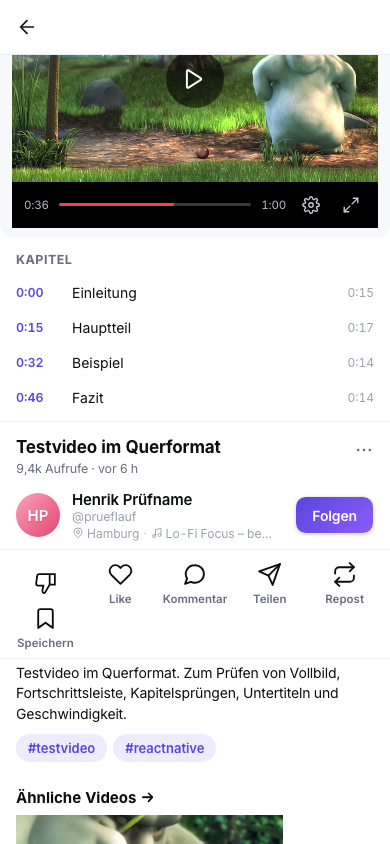 0:36 1:00
KAPITEL
0:00 Einleitung 0:15
0:15 Hauptteil 0:17
0:32 Beispiel 0:14
0:46 Fazit 0:14
Testvideo im Querformat
9,4k Aufrufe · vor 6 h
HP
Henrik Prüfname
@prueflauf
Hamburg · Lo-Fi Focus – be...
Folgen
Like Kommentar Teilen Repost
Speichern
Testvideo im Querformat. Zum Prüfen von Vollbild,
Fortschrittsleiste, Kapitelsprüngen, Untertiteln und
Geschwindigkeit.
#testvideo #reactnative
Ähnliche Videos →